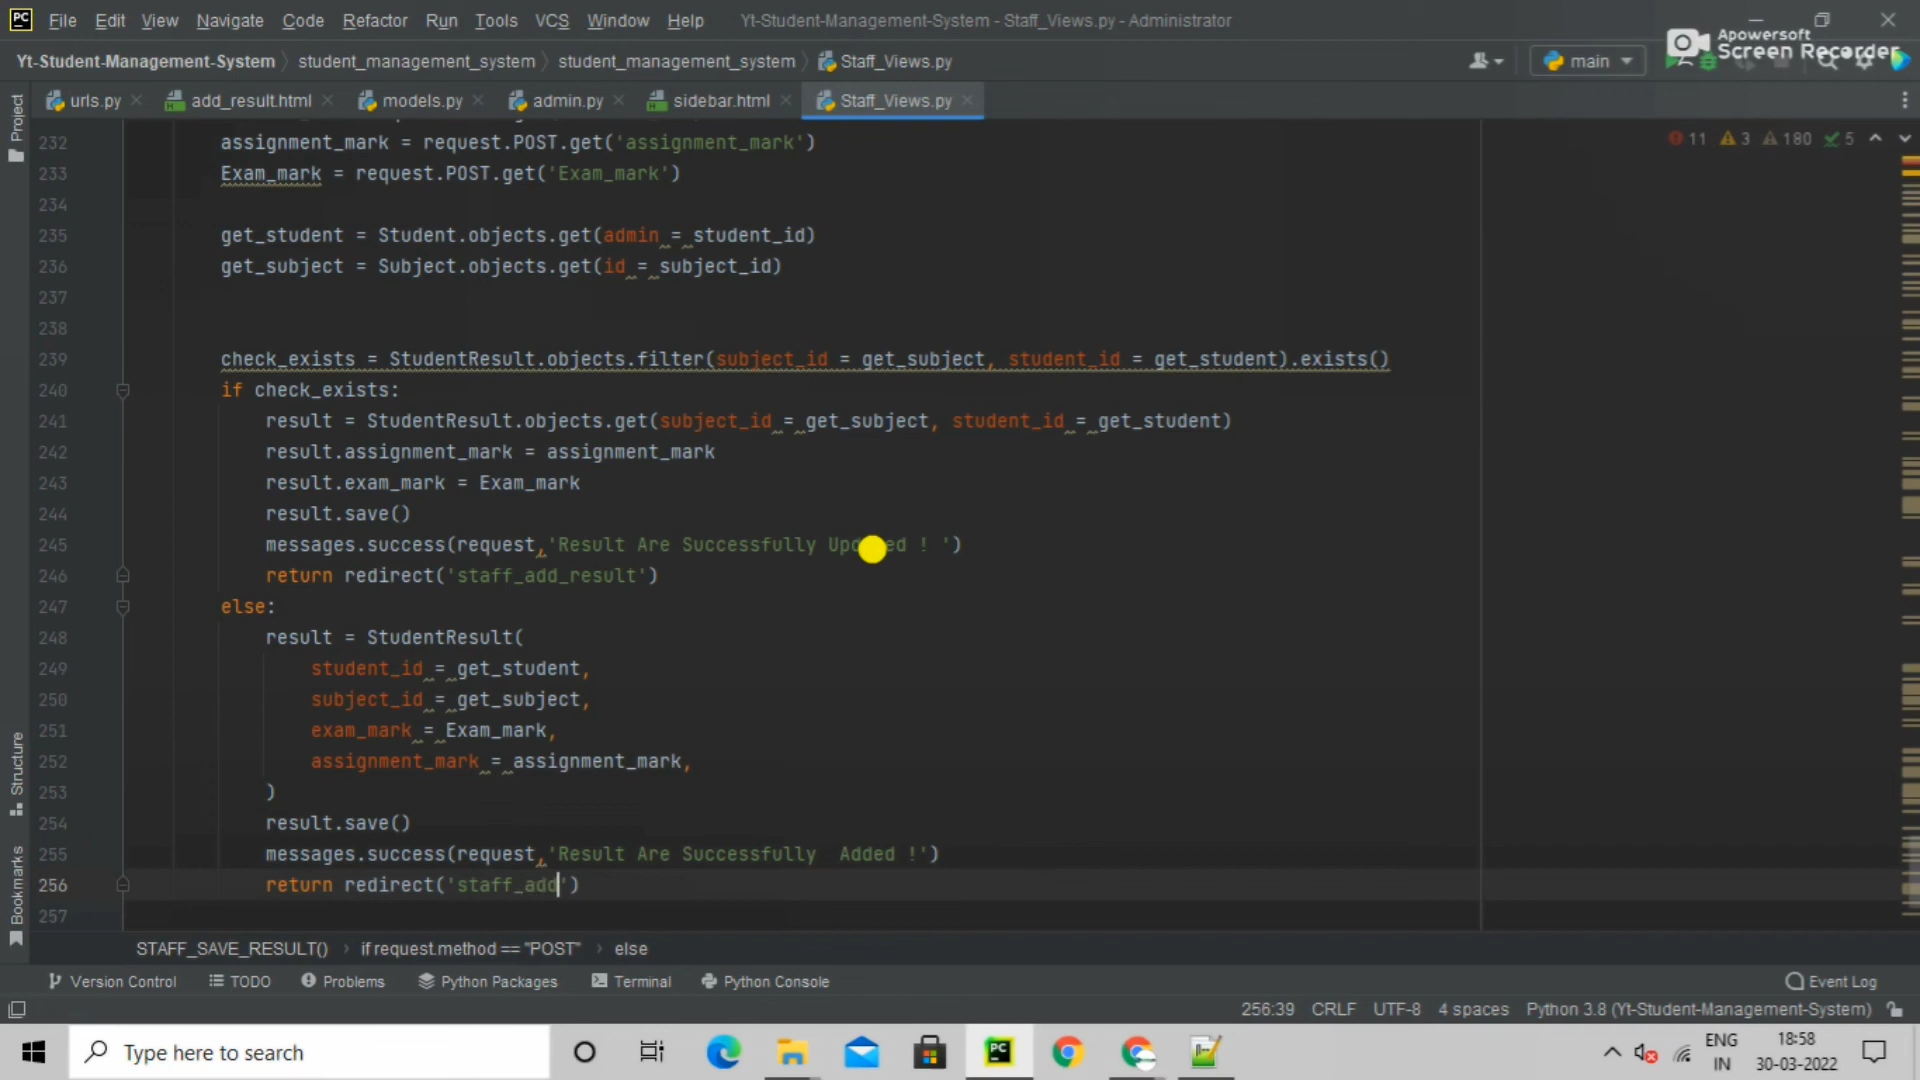 PC File Edit View Navigate Code Refactor Run Tools VCS Window Help Yt-Student-Management-System - Staff_Views.py - Administrator
Apowersoft
Screen Recorder
Yt-Student-Management-System student_management_system student_management_system Staff_Views.py main
urls.py add_result.html models.py admin.py sidebar.html Staff_Views.py
Project
11 3 180 5
232 assignment_mark = request.POST.get('assignment_mark')
233 Exam_mark = request.POST.get('Exam_mark')
234
235 get_student = Student.objects.get(admin = student_id)
236 get_subject = Subject.objects.get(id = subject_id)
237
238
239 check_exists = StudentResult.objects.filter(subject_id = get_subject, student_id = get_student).exists()
240 if check_exists:
241 result = StudentResult.objects.get(subject_id = get_subject, student_id = get_student)
242 result.assignment_mark = assignment_mark
243 result.exam_mark = Exam_mark
244 result.save()
245 messages.success(request,'Result Are Successfully Updated ! ')
246 return redirect('staff_add_result')
247 else:
248 result = StudentResult(
249 student_id = get_student,
250 subject_id = get_subject,
251 exam_mark = Exam_mark,
252 assignment_mark = assignment_mark,
253 )
254 result.save()
255 messages.success(request,'Result Are Successfully  Added !')
256 return redirect('staff_add')
257
Structure
Bookmarks
STAFF_SAVE_RESULT() if request.method == "POST" else
Version Control TODO Problems Python Packages Terminal Python Console Event Log
256:39 CRLF UTF-8 4 spaces Python 3.8 (Yt-Student-Management-System)
Type here to search
PC
ENG
IN
18:58
30-03-2022